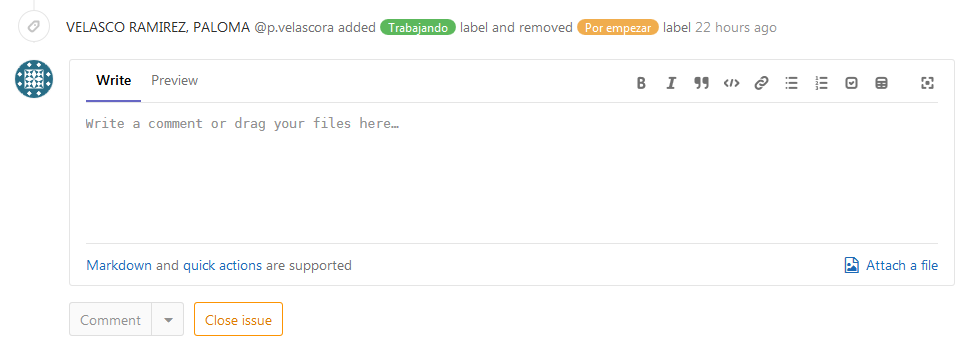 VELASCO RAMIREZ, PALOMA @p.velascora added Trabajando label and removed Por empezar label 22 hours ago
Write Preview
Write a comment or drag your files here…
Markdown and quick actions are supported
Attach a file
Comment
Close issue